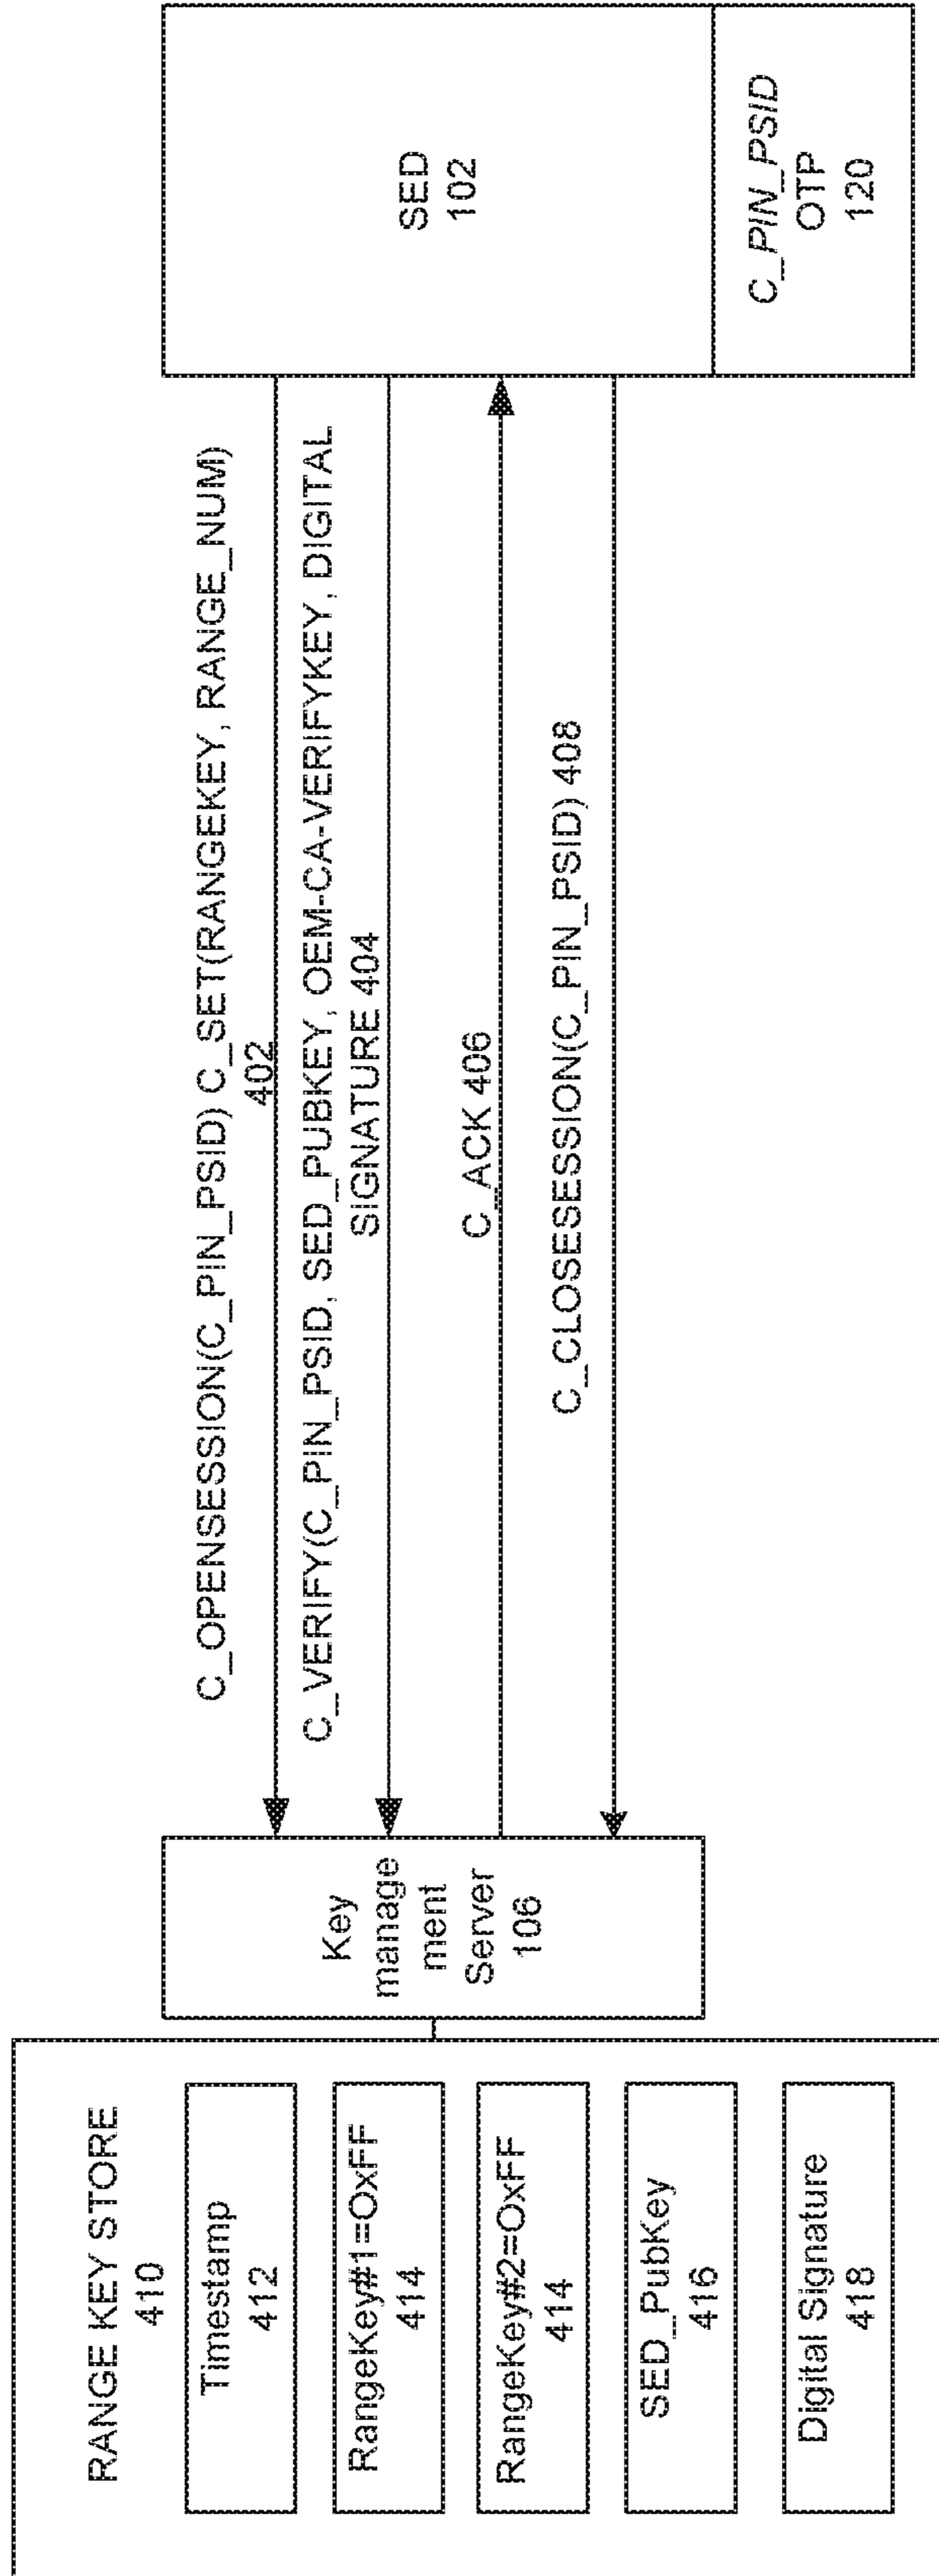 RANGE KEY STORE
410
Timestamp
412
RangeKey#1=OxFF
414
RangeKey#2=OxFF
414
SED_PubKey
416
Digital Signature
418
Key
manage
ment
Server
106
C_OPENSESSION(C_PIN_PSID) C_SET(RANGEKEY, RANGE_NUM)
402
C_VERIFY(C_PIN_PSID, SED_PUBKEY, OEM-CA-VERIFYKEY, DIGITAL
SIGNATURE 404
C_ACK 406
C_CLOSESESSION(C_PIN_PSID) 408
SED
102
C_PIN_PSID
OTP
120